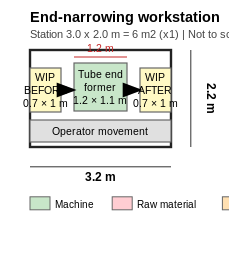 End-narrowing workstation
Station 3.0 x 2.0 m = 6 m2 (x1) | Not to
1.2 m
WIP
BEFORE
0.7 × 1 m
Tube end
former
1.2 × 1.1 m
WIP
AFTER
0.7 × 1 m
2.2 m
Operator movement
3.2 m
Machine
Raw material